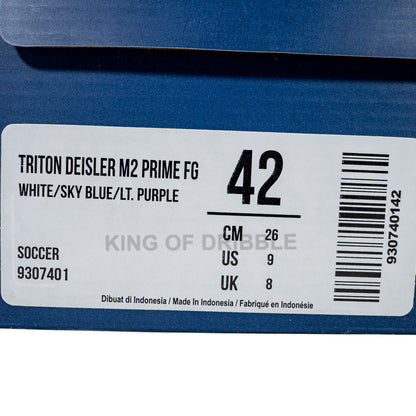 TRITON DEISLER M2 PRIME FG
WHITE/SKY BLUE/LT. PURPLE
42
CM 26
US 9
UK 8
KING OF DRIBBLE
SOCCER
9307401
Dibuat di Indonesia / Made In Indonesia / Fabriqué en Indonésie
930740142